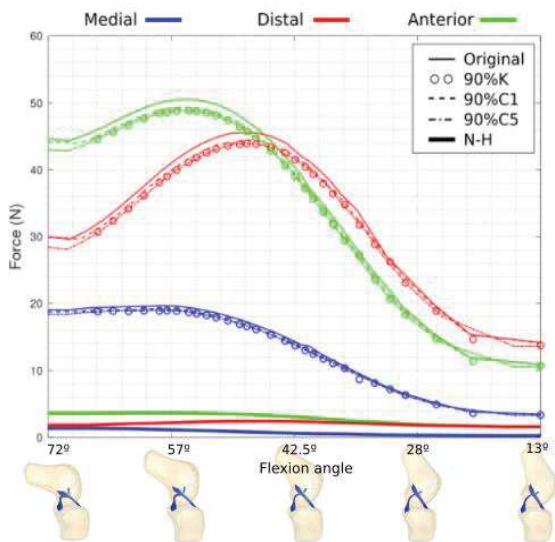 Medial Distal Anterior
60
50
40
30
20
10
0
Force (N)
Original
90%K
90%C1
90%C5
N-H
72º 57º 42.5º 28º 13º
Flexion angle